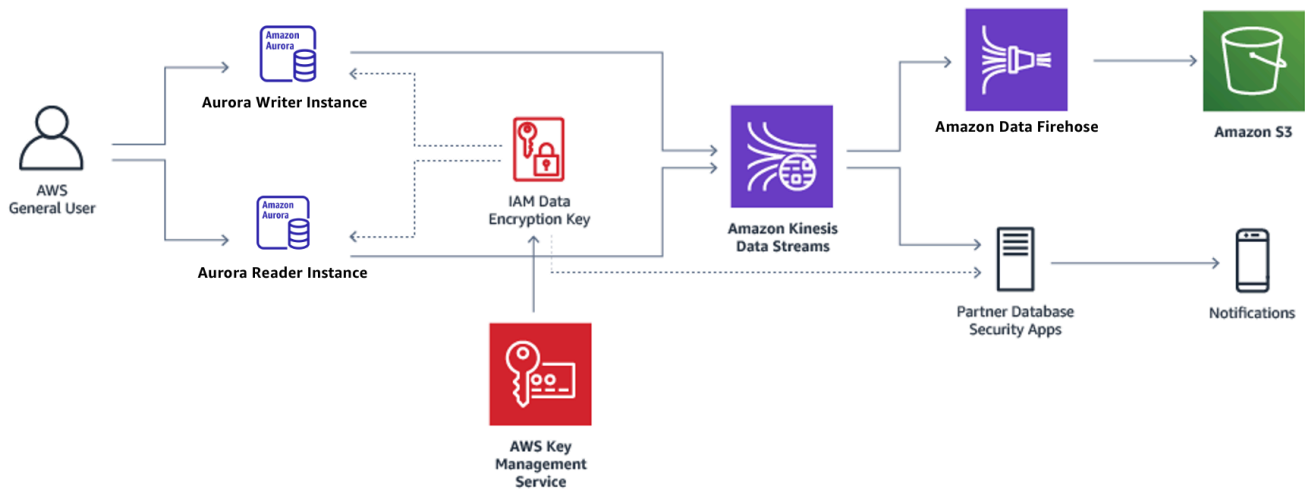 Amazon
Aurora
Aurora Writer Instance
AWS
General User
Amazon
Aurora
Aurora Reader Instance
IAM Data
Encryption Key
AWS Key
Management
Service
Amazon Kinesis
Data Streams
Amazon Data Firehose
Amazon S3
Partner Database
Security Apps
Notifications